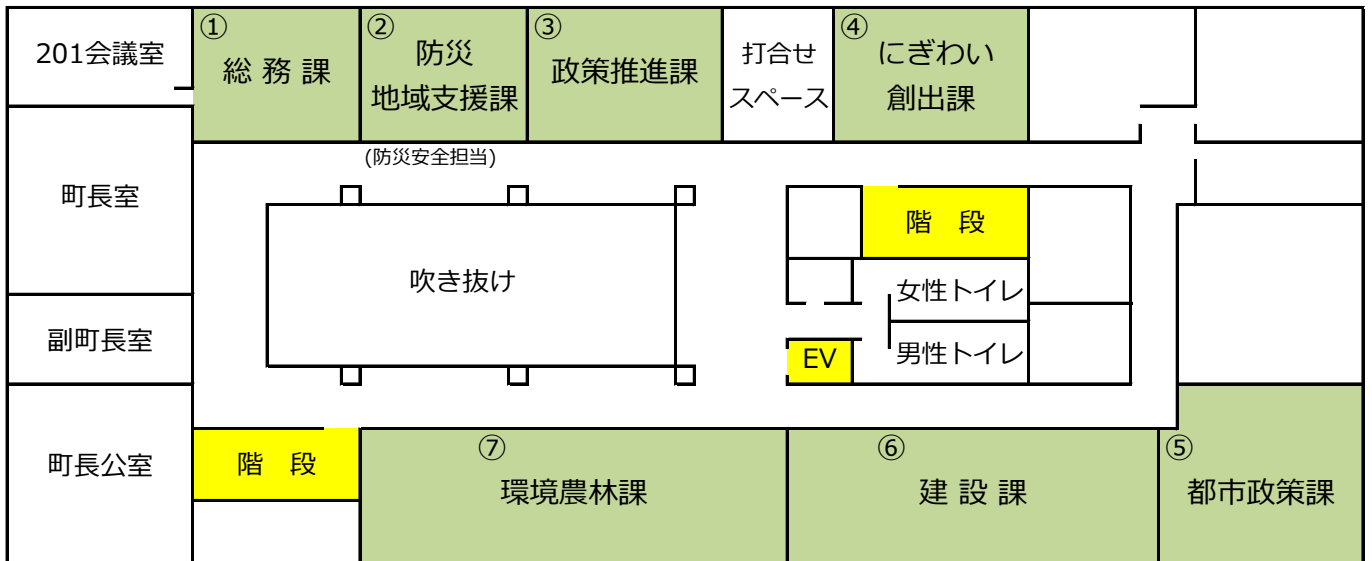 201会議室
①
総 務 課
②
防災
地域支援課
③
政策推進課
打合せ
スペース
④
にぎわい
創出課
(防災安全担当)
町長室
階 段
吹き抜け
女性トイレ
副町長室
EV
男性トイレ
町長公室
階 段
⑦
環境農林課
⑥
建 設 課
⑤
都市政策課